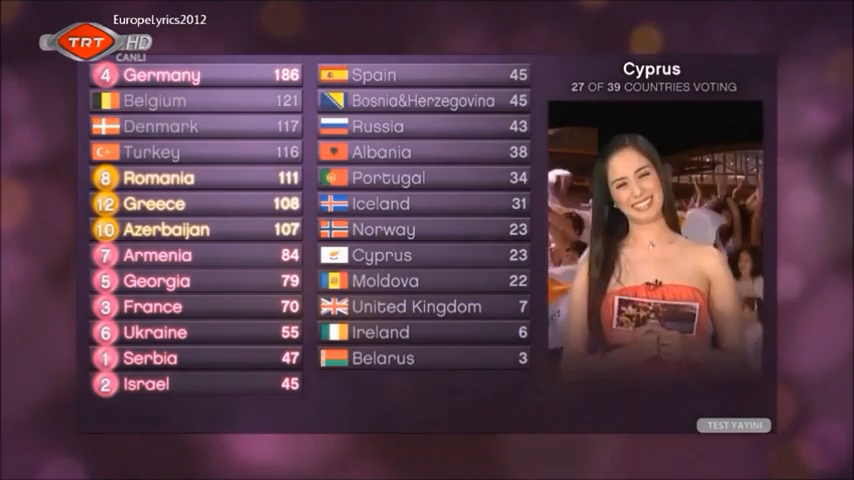 EuropeLyrics2012
TRT HD
CANLI
4 Germany 186
Belgium 121
Denmark 117
Turkey 116
8 Romania 111
12 Greece 108
10 Azerbaijan 107
7 Armenia 84
5 Georgia 79
3 France 70
6 Ukraine 55
1 Serbia 47
2 Israel 45
Spain 45
Bosnia&Herzegovina 45
Russia 43
Albania 38
Portugal 34
Iceland 31
Norway 23
Cyprus 23
Moldova 22
United Kingdom 7
Ireland 6
Belarus 3
Cyprus
27 OF 39 COUNTRIES VOTING
TEST YAYINI